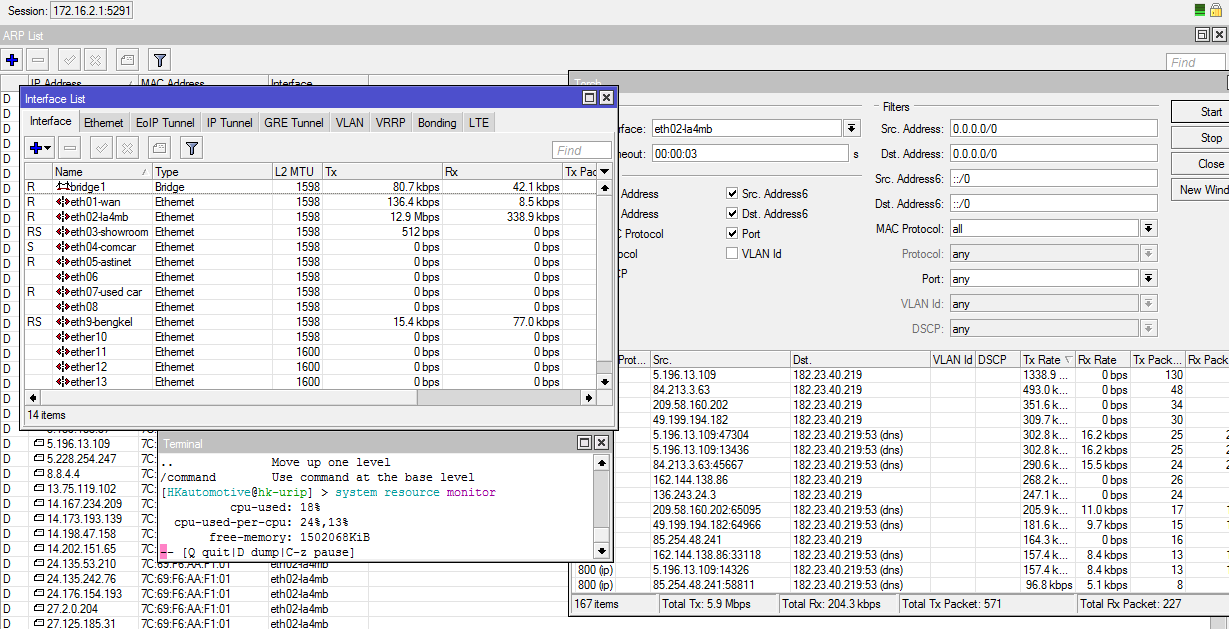 Session: 172.16.2.1:5291
ARP List
Find
IP Address MAC Address Interface
Interface List
Interface Ethernet EoIP Tunnel IP Tunnel GRE Tunnel VLAN VRRP Bonding LTE
Find
Name Type L2 MTU Tx Rx Tx Pac
R bridge1 Bridge 1598 80.7 kbps 42.1 kbps
R eth01-wan Ethernet 1598 136.4 kbps 8.5 kbps
R eth02-la4mb Ethernet 1598 12.9 Mbps 338.9 kbps
RS eth03-showroom Ethernet 1598 512 bps 0 bps
S eth04-comcar Ethernet 1598 0 bps 0 bps
R eth05-astinet Ethernet 1598 0 bps 0 bps
eth06 Ethernet 1598 0 bps 0 bps
R eth07-used car Ethernet 1598 0 bps 0 bps
eth08 Ethernet 1598 0 bps 0 bps
RS eth9-bengkel Ethernet 1598 15.4 kbps 77.0 kbps
ether10 Ethernet 1598 0 bps 0 bps
ether11 Ethernet 1600 0 bps 0 bps
ether12 Ethernet 1600 0 bps 0 bps
ether13 Ethernet 1600 0 bps 0 bps
14 items
Torch
rface: eth02-la4mb
neout: 00:00:03 s
Address
Address
C Protocol
ocol
CP
Src. Address6
Dst. Address6
Port
VLAN Id
Filters
Src. Address: 0.0.0.0/0
Dst. Address: 0.0.0.0/0
Src. Address6: ::/0
Dst. Address6: ::/0
MAC Protocol: all
Protocol: any
Port: any
VLAN Id: any
DSCP: any
Start
Stop
Close
New Wind
Prot... Src. Dst. VLAN Id DSCP Tx Rate Rx Rate Tx Pack... Rx Pack
5.196.13.109 182.23.40.219 1338.9 ... 0 bps 130
84.213.3.63 182.23.40.219 493.0 k... 0 bps 48
209.58.160.202 182.23.40.219 351.6 k... 0 bps 34
49.199.194.182 182.23.40.219 309.7 k... 0 bps 30
5.196.13.109:47304 182.23.40.219:53 (dns) 302.8 k... 16.2 kbps 25
5.196.13.109:13436 182.23.40.219:53 (dns) 302.8 k... 16.2 kbps 25
84.213.3.63:45667 182.23.40.219:53 (dns) 290.6 k... 15.5 kbps 24
162.144.138.86 182.23.40.219 268.2 k... 0 bps 26
136.243.24.3 182.23.40.219 247.1 k... 0 bps 24
209.58.160.202:65095 182.23.40.219:53 (dns) 205.9 k... 11.0 kbps 17
49.199.194.182:64966 182.23.40.219:53 (dns) 181.6 k... 9.7 kbps 15
85.254.48.241 182.23.40.219 164.3 k... 0 bps 16
162.144.138.86:33118 182.23.40.219:53 (dns) 157.4 k... 8.4 kbps 13
800 (ip) 5.196.13.109:14326 182.23.40.219:53 (dns) 157.4 k... 8.4 kbps 13
800 (ip) 85.254.48.241:58811 182.23.40.219:53 (dns) 96.8 kbps 5.1 kbps 8
167 items Total Tx: 5.9 Mbps Total Rx: 204.3 kbps Total Tx Packet: 571 Total Rx Packet: 227
Terminal
.. Move up one level
/command Use command at the base level
[HKautomotive@hk-urip] > system resource monitor
cpu-used: 18%
cpu-used-per-cpu: 24%,13%
free-memory: 1502068KiB
-- [Q quit|D dump|C-z pause]
D 5.196.13.109 7C:
D 5.228.254.247 7C:
D 8.8.4.4 7C:
D 13.75.119.102 7C:
D 14.167.234.209 7C:
D 14.173.193.139 7C:
D 14.198.47.158 7C:
D 14.202.151.65 7C:
D 24.135.53.210 7C:69:F6:AA:F1:01 eth02-la4mb
D 24.135.242.76 7C:69:F6:AA:F1:01 eth02-la4mb
D 24.176.154.193 7C:69:F6:AA:F1:01 eth02-la4mb
D 27.2.0.204 7C:69:F6:AA:F1:01 eth02-la4mb
D 27.125.185.31 7C:69:F6:AA:F1:01 eth02-la4mb